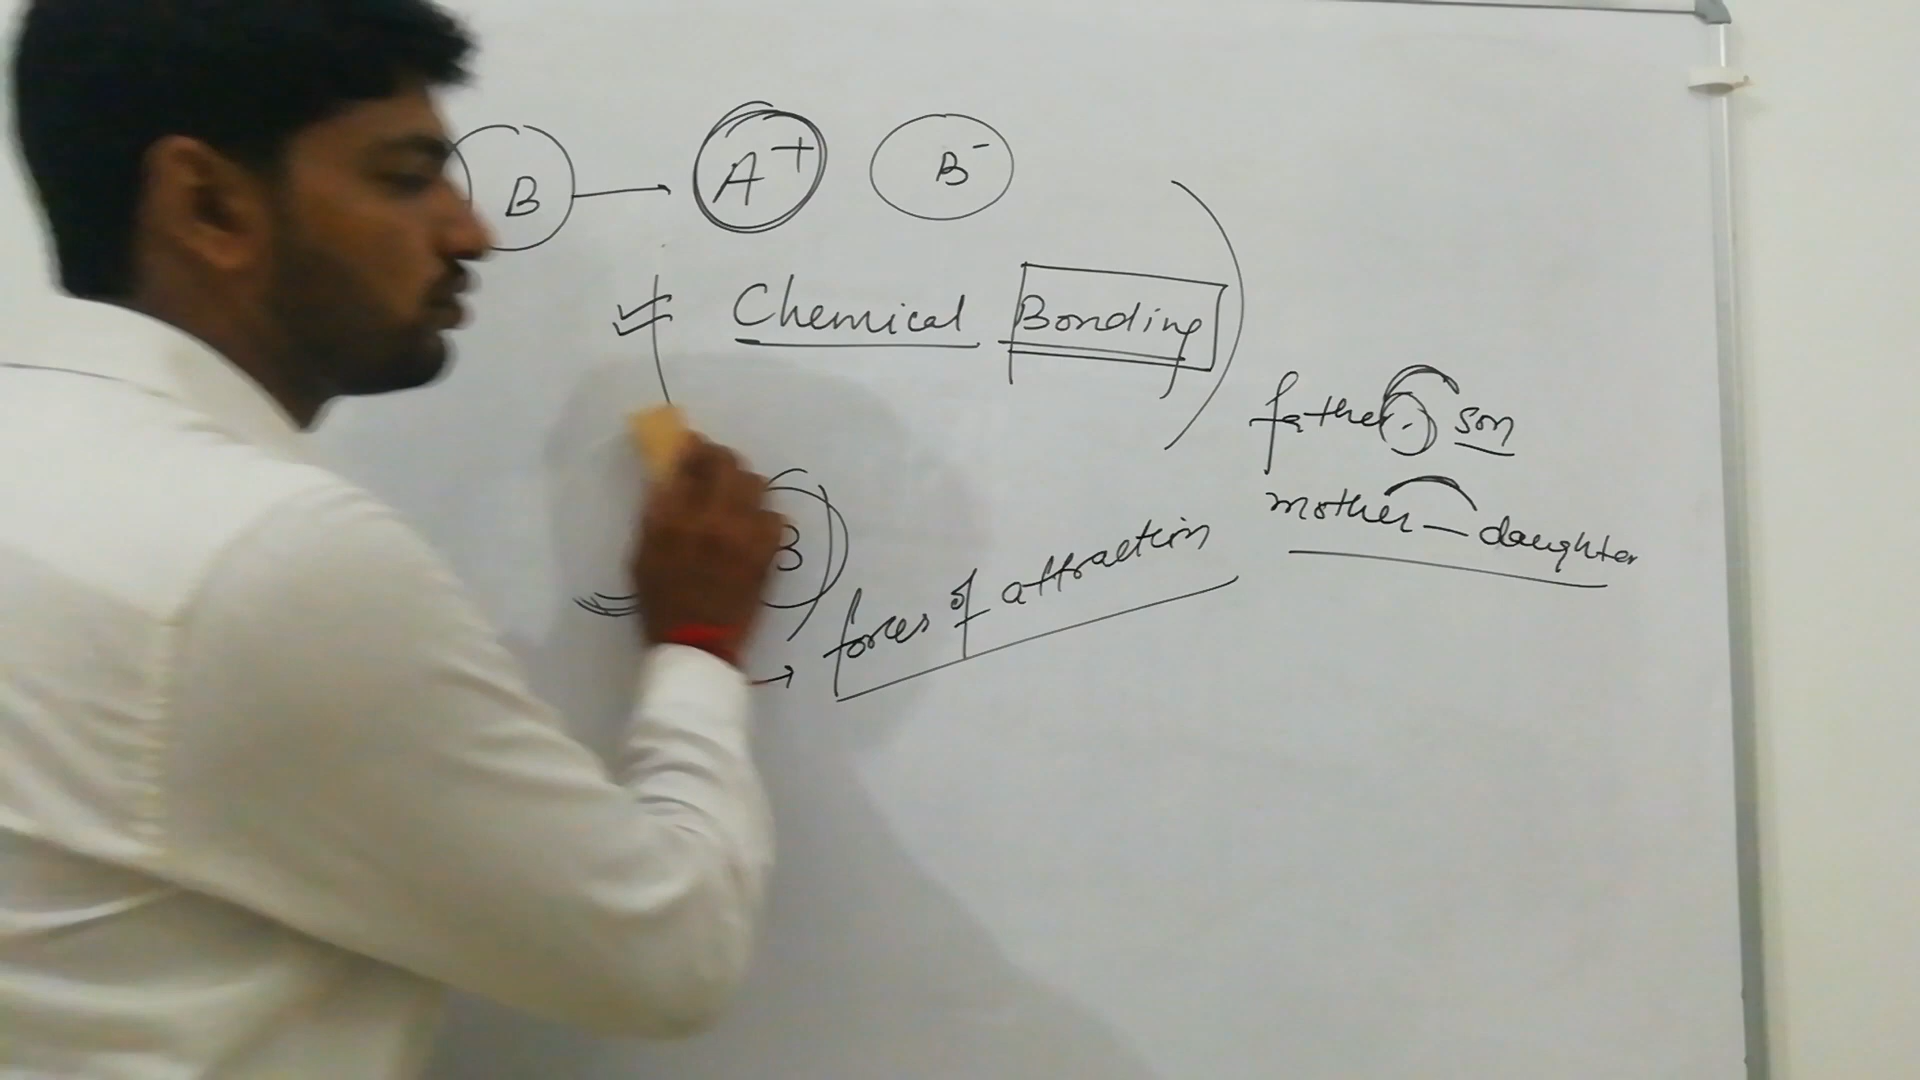 B → A+ B-
Chemical Bonding
father - son
mother - daughter
B
→ forces of attraction